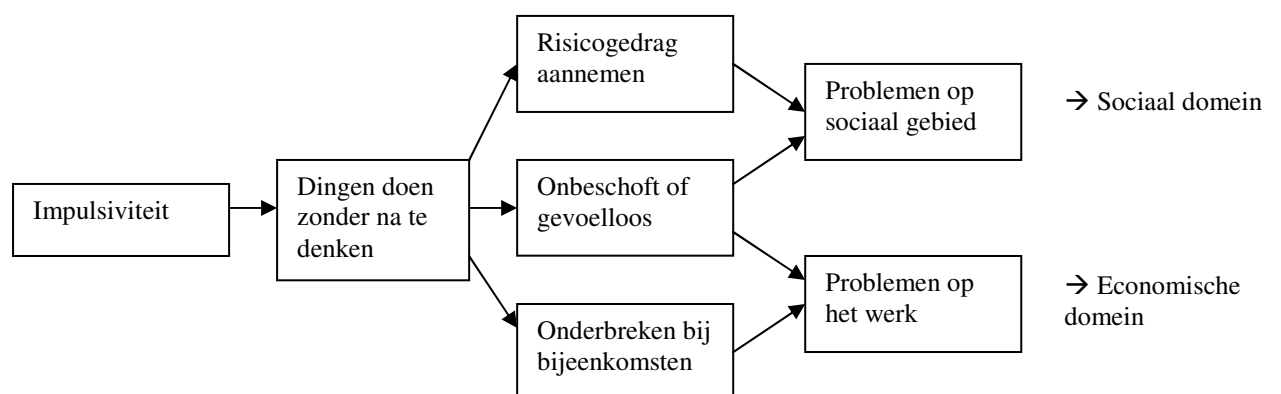 Impulsiviteit
Dingen doen
zonder na te
denken
Risicogedrag
aannemen
Onbeschoft of
gevoelloos
Onderbreken bij
bijeenkomsten
Problemen op
sociaal gebied
Problemen op
het werk
→ Sociaal domein
→ Economische
domein